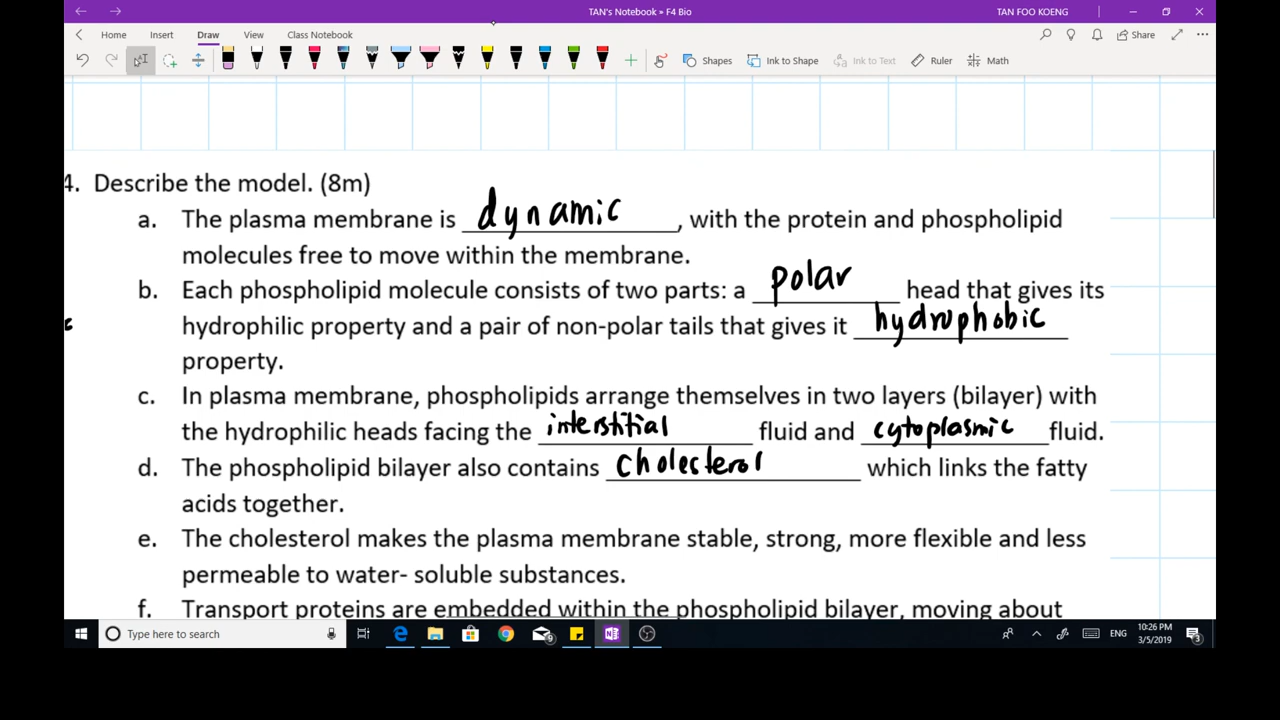 TAN's Notebook » F4 Bio
TAN FOO KOENG
Home Insert Draw View Class Notebook
Share
Shapes Ink to Shape Ink to Text Ruler Math
4. Describe the model. (8m)
a. The plasma membrane is dynamic, with the protein and phospholipid
molecules free to move within the membrane.
b. Each phospholipid molecule consists of two parts: a polar head that gives its
hydrophilic property and a pair of non-polar tails that gives it hydrophobic
property.
c. In plasma membrane, phospholipids arrange themselves in two layers (bilayer) with
the hydrophilic heads facing the interstitial fluid and cytoplasmic fluid.
d. The phospholipid bilayer also contains cholesterol which links the fatty
acids together.
e. The cholesterol makes the plasma membrane stable, strong, more flexible and less
permeable to water- soluble substances.
f. Transport proteins are embedded within the phospholipid bilayer, moving about
Type here to search
ENG
10:26 PM
3/5/2019